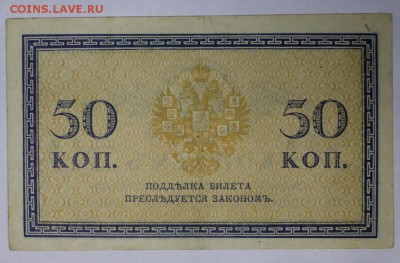 COINS.LAVE.RU
50 50
КОП. КОП.
ПОДДѢЛКА БИЛЕТА
ПРЕСЛѢДУЕТСЯ ЗАКОНОМЪ.